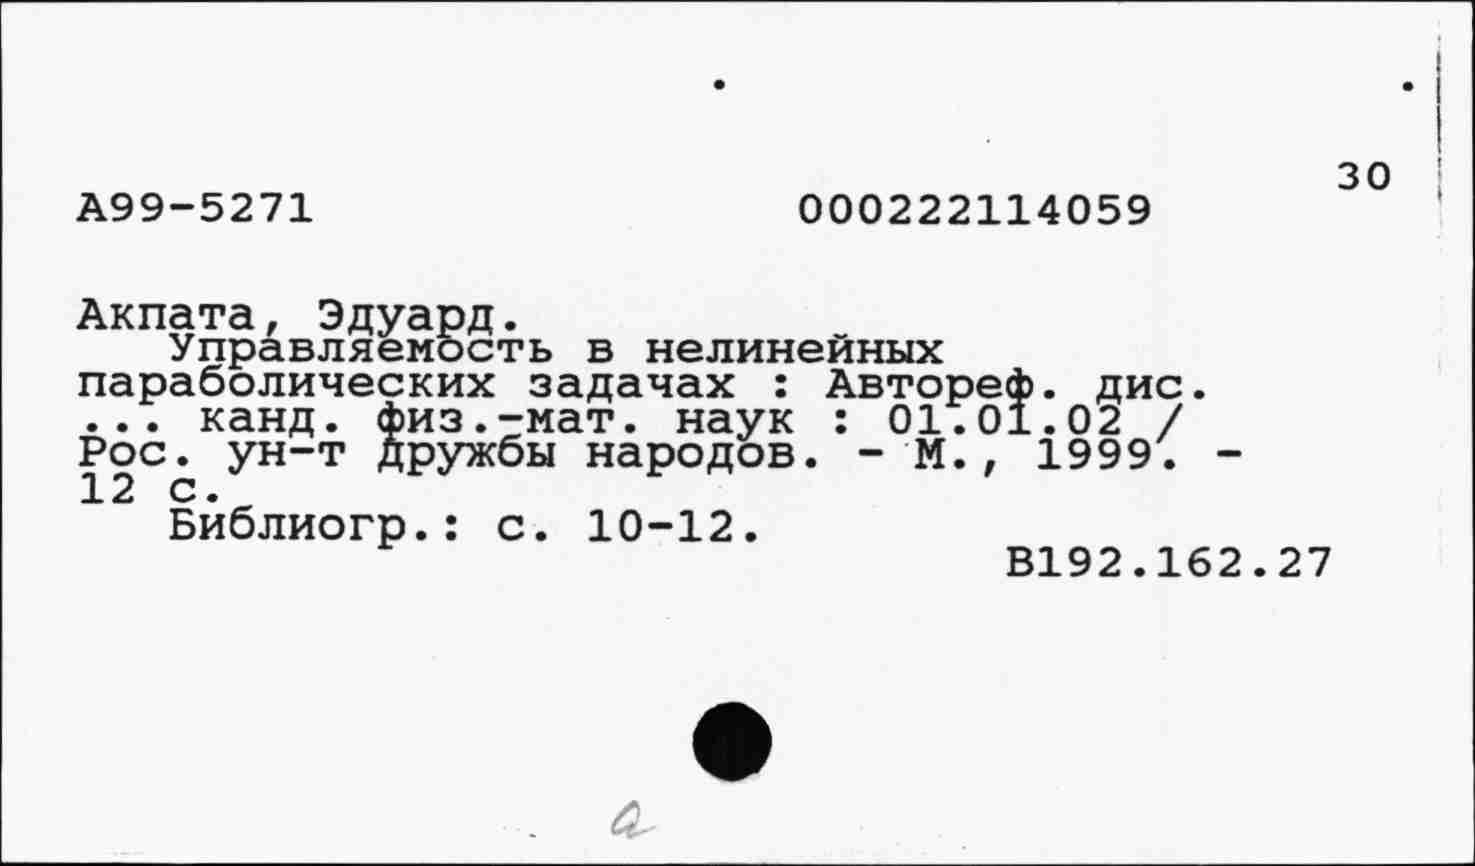 30
А99-5271 000222114059
Акпата, Эдуард.
Управляемость в нелинейных
параболических задачах : Автореф. дис.
... канд. физ.-мат. наук : 01.01.02 /
Рос. ун-т дружбы народов. - М., 1999. -
12 с.
Библиогр.: с. 10-12.
В192.162.27
а